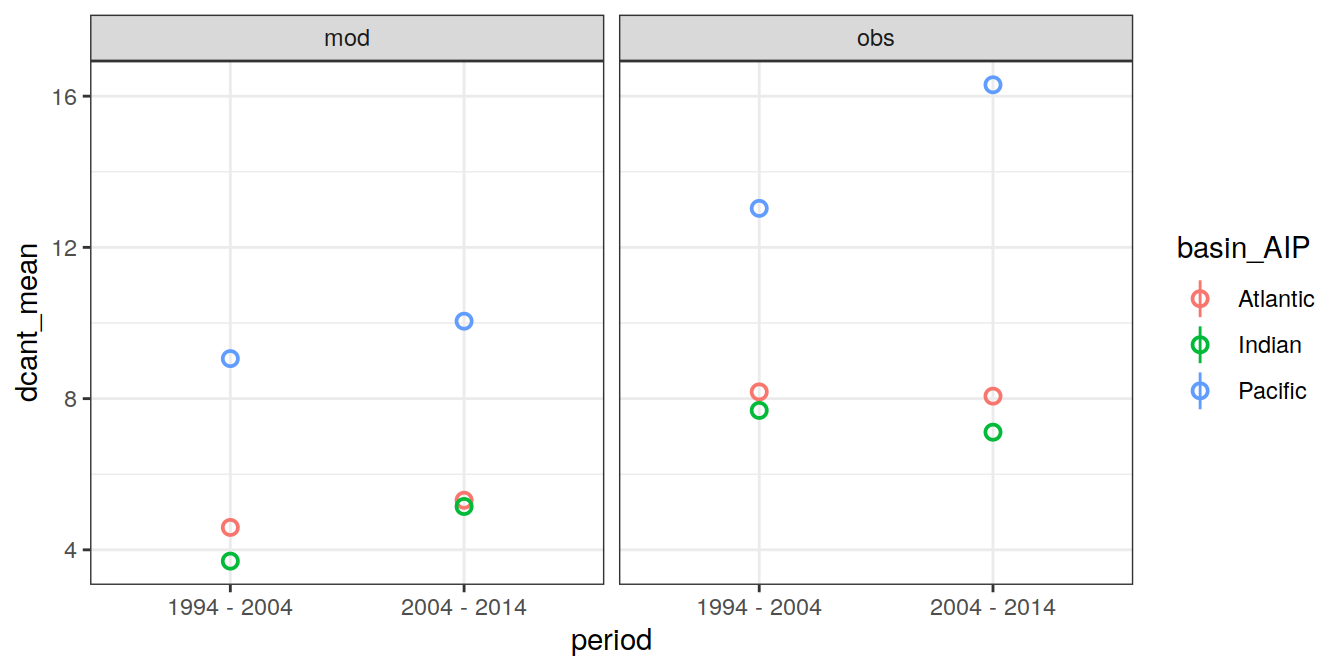 mod
obs
16
12
8
4
dcant_mean
1994 - 2004
2004 - 2014
1994 - 2004
2004 - 2014
period
basin_AIP
Atlantic
Indian
Pacific